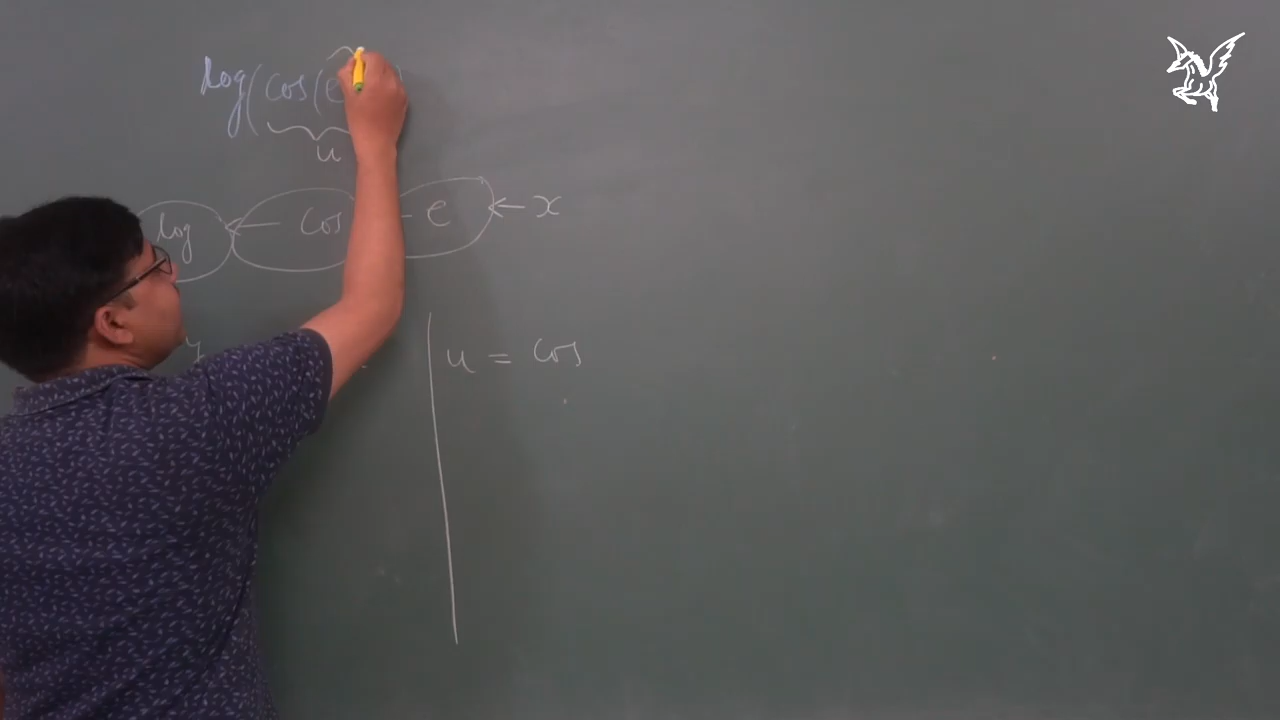 log(cos(e
u
log ← cos e ← x
y u = cos